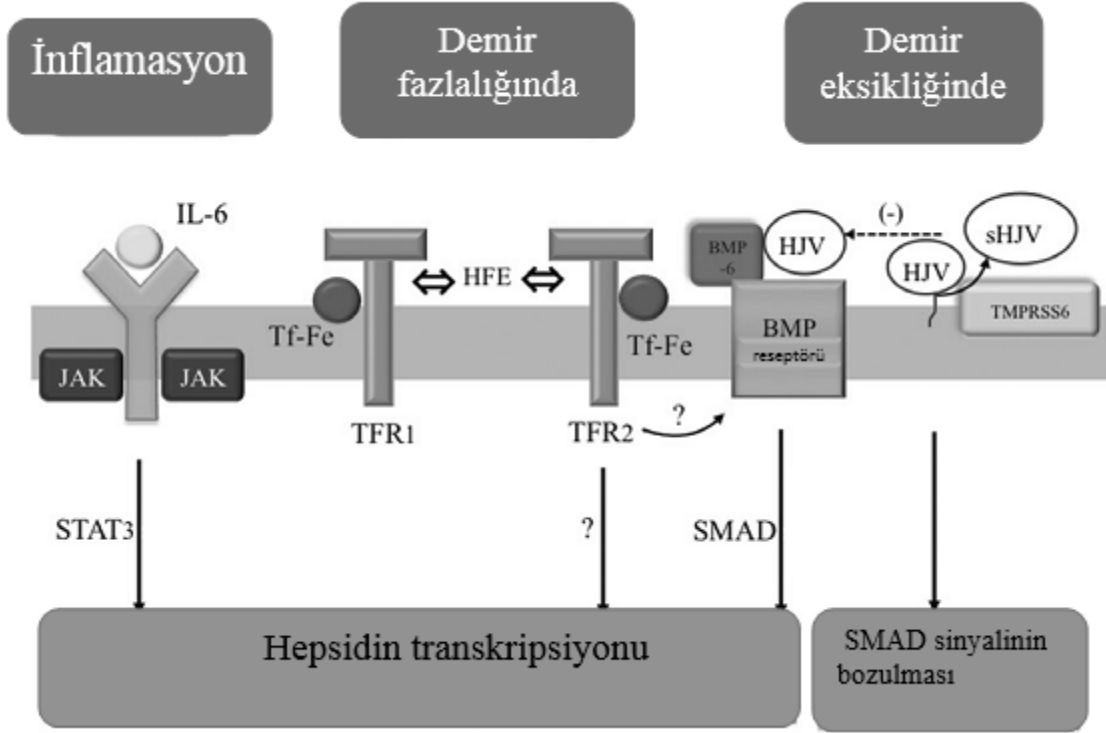 İnflamasyon
Demir
fazlalığında
Demir
eksikliğinde
IL-6
JAK
JAK
Tf-Fe
TFR1
HFE
TFR2
Tf-Fe
?
BMP
-6
HJV
(-)
HJV
sHJV
TMPRSS6
BMP
reseptörü
STAT3
?
SMAD
Hepsidin transkripsiyonu
SMAD sinyalinin
bozulması